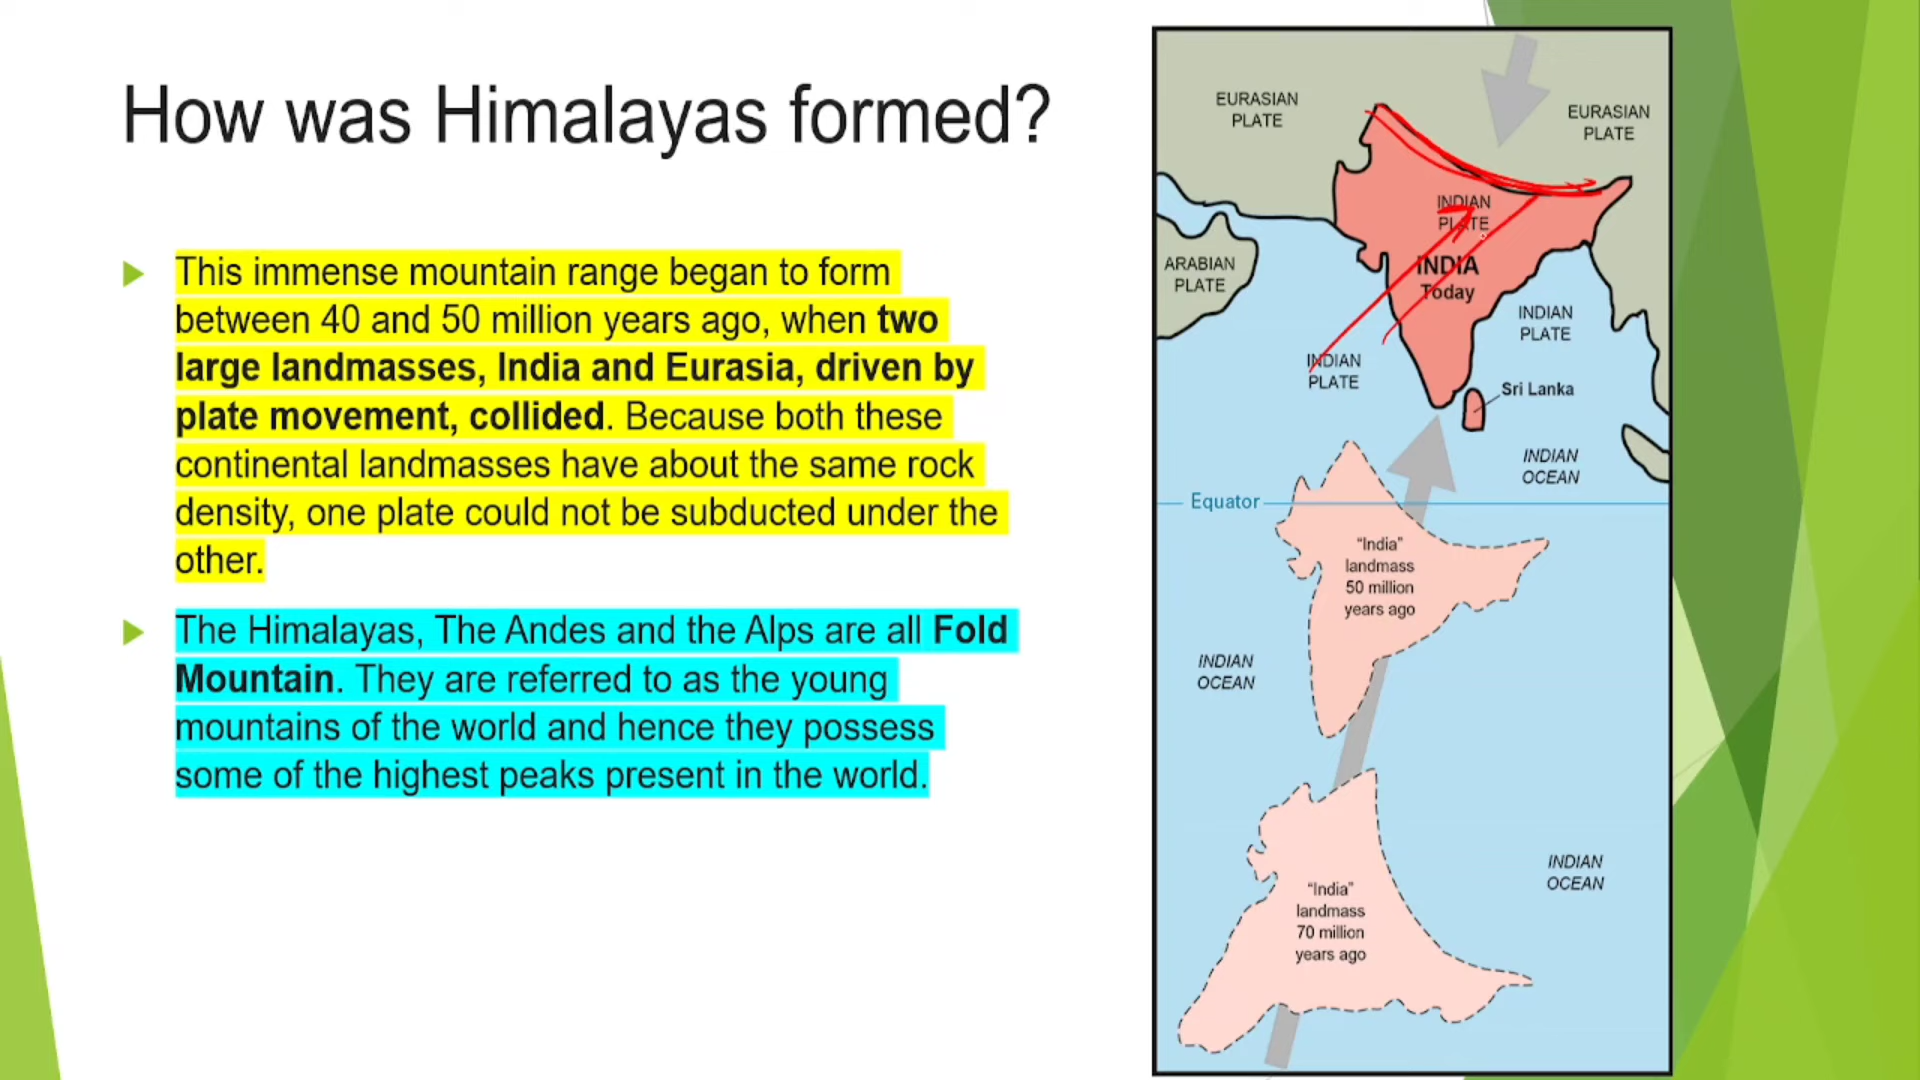 How was Himalayas formed?
This immense mountain range began to form
between 40 and 50 million years ago, when two
large landmasses, India and Eurasia, driven by
plate movement, collided. Because both these
continental landmasses have about the same rock
density, one plate could not be subducted under the
other.
The Himalayas, The Andes and the Alps are all Fold
Mountain. They are referred to as the young
mountains of the world and hence they possess
some of the highest peaks present in the world.
EURASIAN
PLATE
EURASIAN
PLATE
INDIAN
PLATE
ARABIAN
PLATE
INDIA
Today
INDIAN
PLATE
INDIAN
PLATE
Sri Lanka
INDIAN
OCEAN
Equator
“India”
landmass
50 million
years ago
INDIAN
OCEAN
INDIAN
OCEAN
“India”
landmass
70 million
years ago